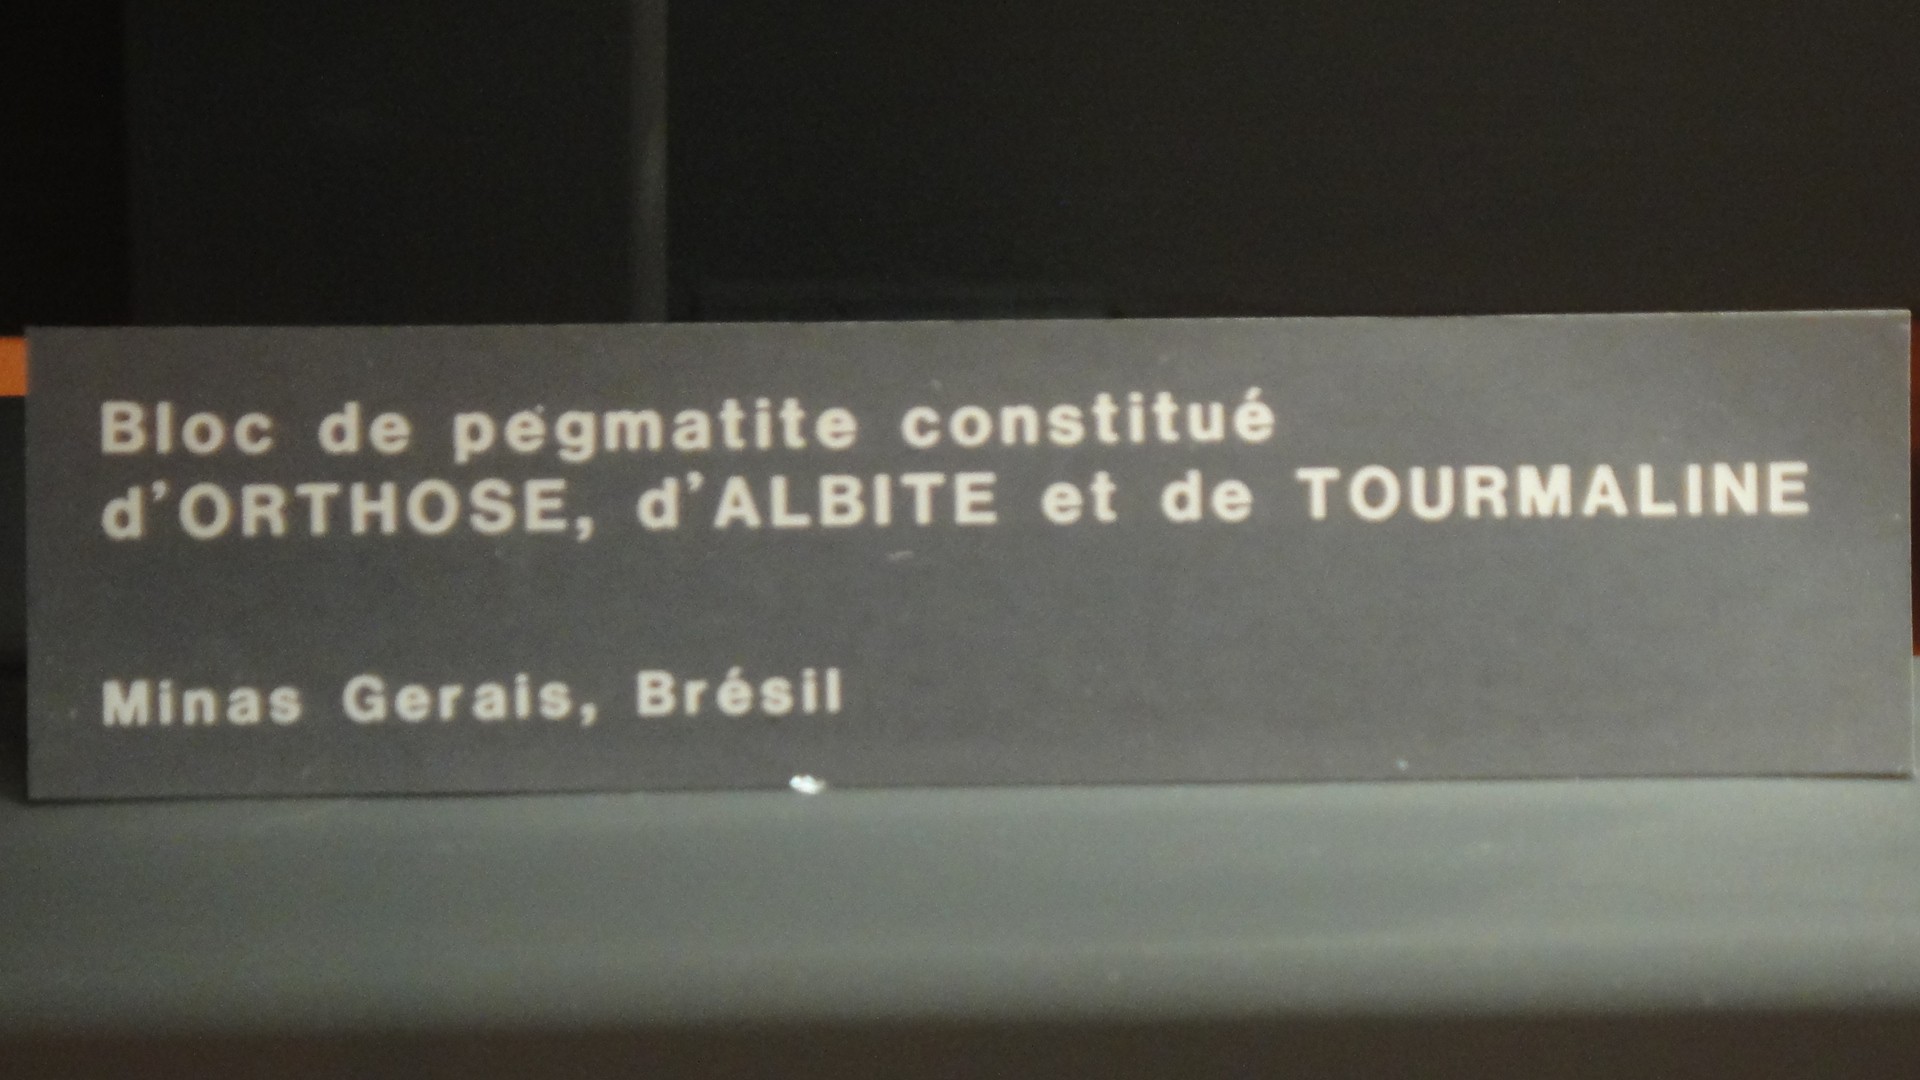 Bloc de pegmatite constitué
d'ORTHOSE, d'ALBITE et de TOURMALINE
Minas Gerais, Brésil